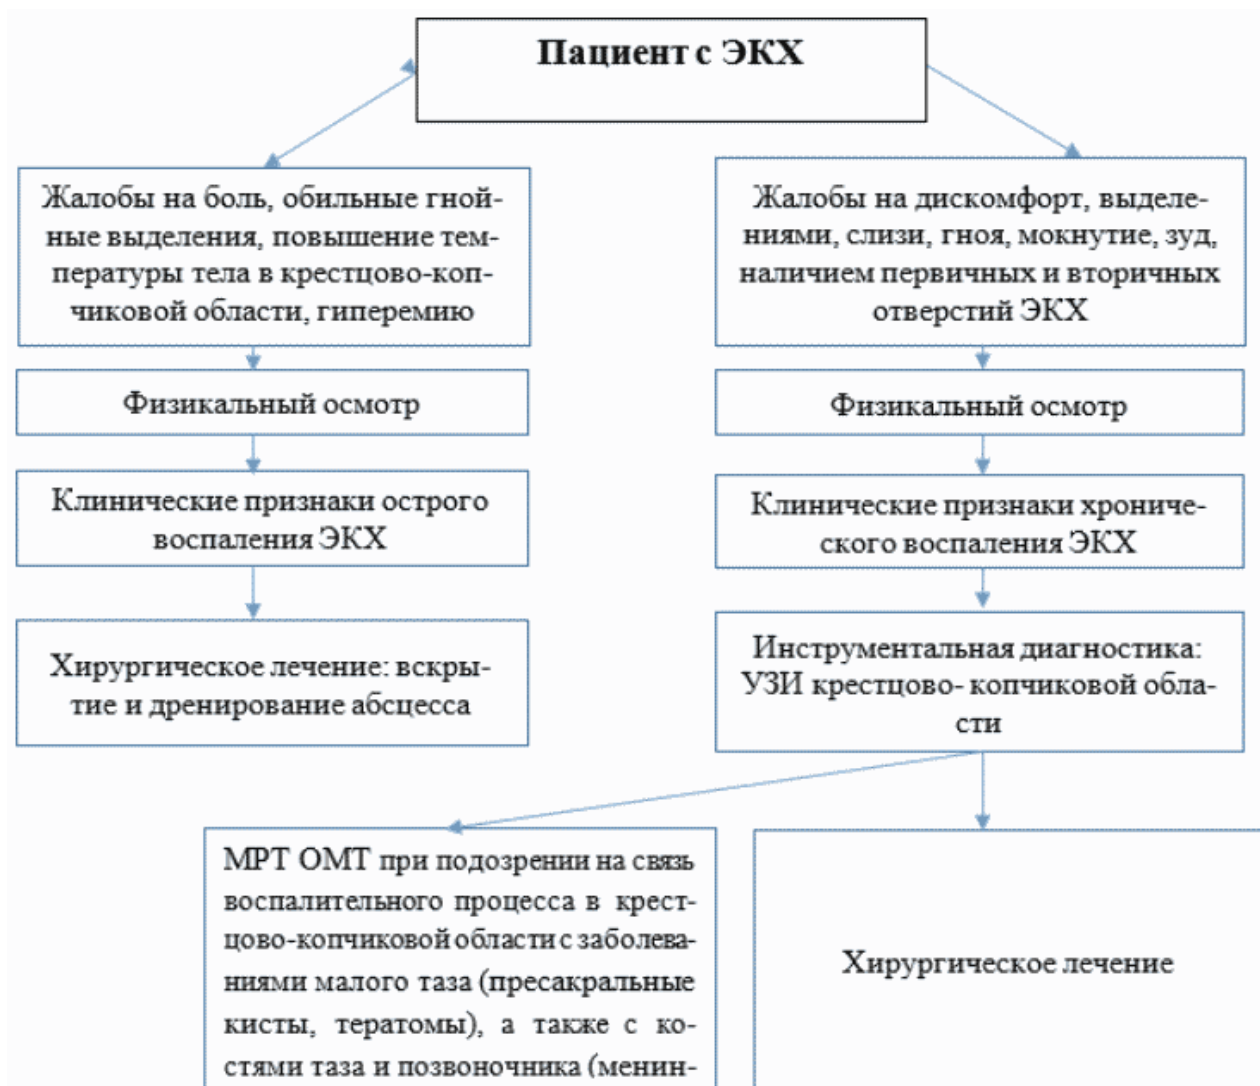 Пациент с ЭКХ
Жалобы на боль, обильные гной-
ные выделения, повышение тем-
пературы тела в крестцово-коп-
чиковой области, гиперемию
Физикальный осмотр
Клинические признаки острого
воспаления ЭКХ
Хирургическое лечение: вскры-
тие и дренирование абсцесса
Жалобы на дискомфорт, выделе-
ниями, слизи, гноя, мокнутие, зуд,
наличием первичных и вторичных
отверстий ЭКХ
Физикальный осмотр
Клинические признаки хрониче-
ского воспаления ЭКХ
Инструментальная диагностика:
УЗИ крестцово- копчиковой обла-
сти
МРТ ОМТ при подозрении на связь
воспалительного процесса в крест-
цово-копчиковой области с заболева-
ниями малого таза (пресакральные
кисты, тератомы), а также с ко-
стями таза и позвоночника (менин-
Хирургическое лечение